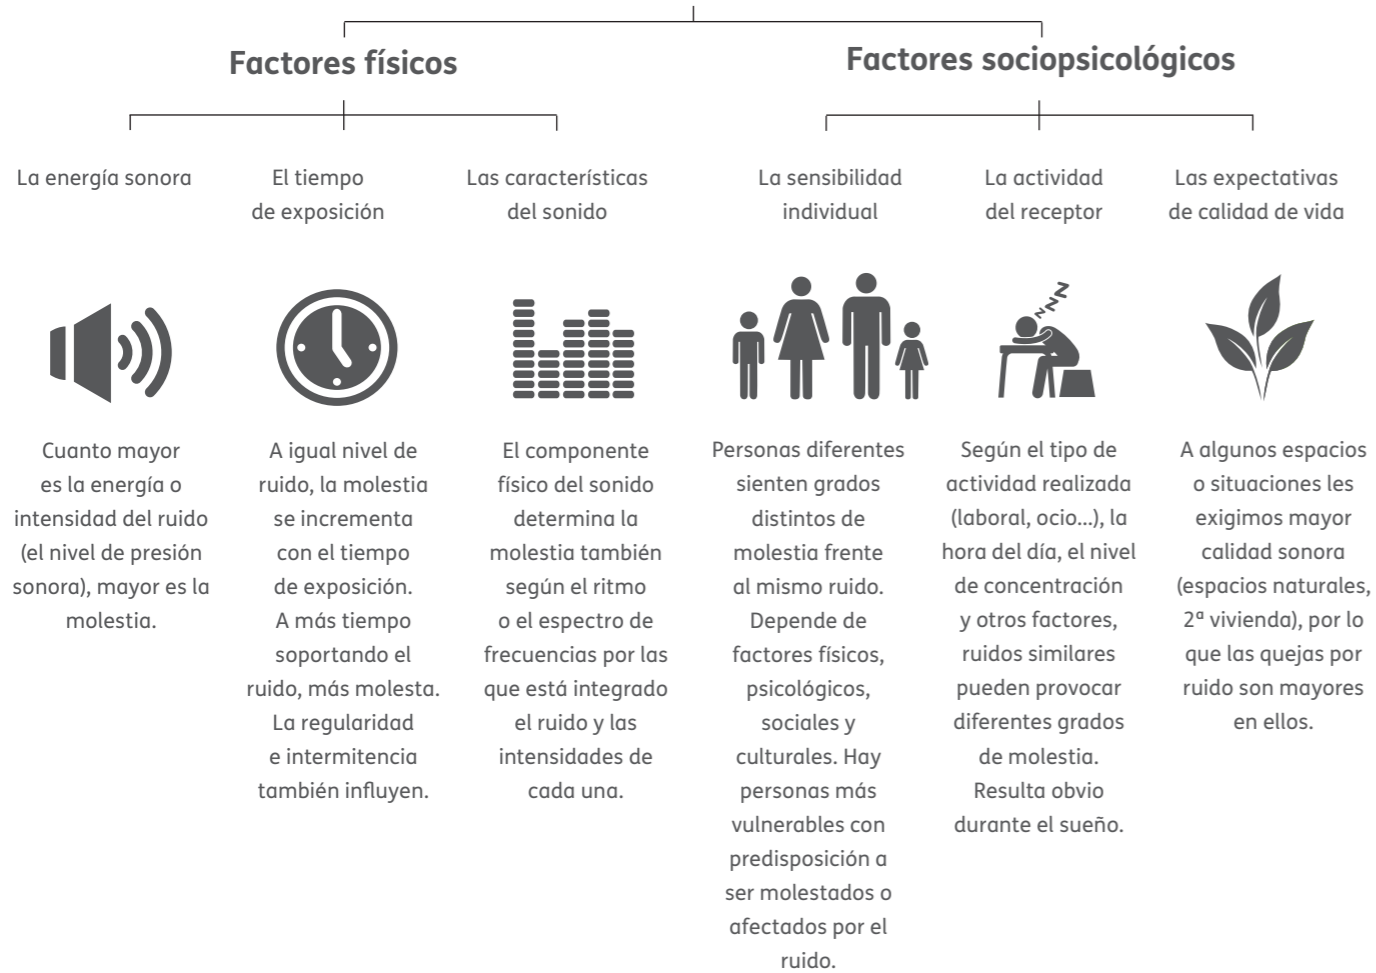 Factores físicos
La energía sonora
Cuanto mayor
es la energía o
intensidad del ruido
(el nivel de presión
sonora), mayor es la
molestia.
El tiempo
de exposición
A igual nivel de
ruido, la molestia
se incrementa
con el tiempo
de exposición.
A más tiempo
soportando el
ruido, más molesta.
La regularidad
e intermitencia
también influyen.
Las características
del sonido
El componente
físico del sonido
determina la
molestia también
según el ritmo
o el espectro de
frecuencias por las
que está integrado
el ruido y las
intensidades de
cada una.
Factores sociopsicológicos
La sensibilidad
individual
Personas diferentes
sienten grados
distintos de
molestia frente
al mismo ruido.
Depende de
factores físicos,
psicológicos,
sociales y
culturales. Hay
personas más
vulnerables con
predisposición a
ser molestados o
afectados por el
ruido.
La actividad
del receptor
zzzz
Según el tipo de
actividad realizada
(laboral, ocio...), la
hora del día, el nivel
de concentración
y otros factores,
ruidos similares
pueden provocar
diferentes grados
de molestia.
Resulta obvio
durante el sueño.
Las expectativas
de calidad de vida
A algunos espacios
o situaciones les
exigimos mayor
calidad sonora
(espacios naturales,
2ª vivienda), por lo
que las quejas por
ruido son mayores
en ellos.